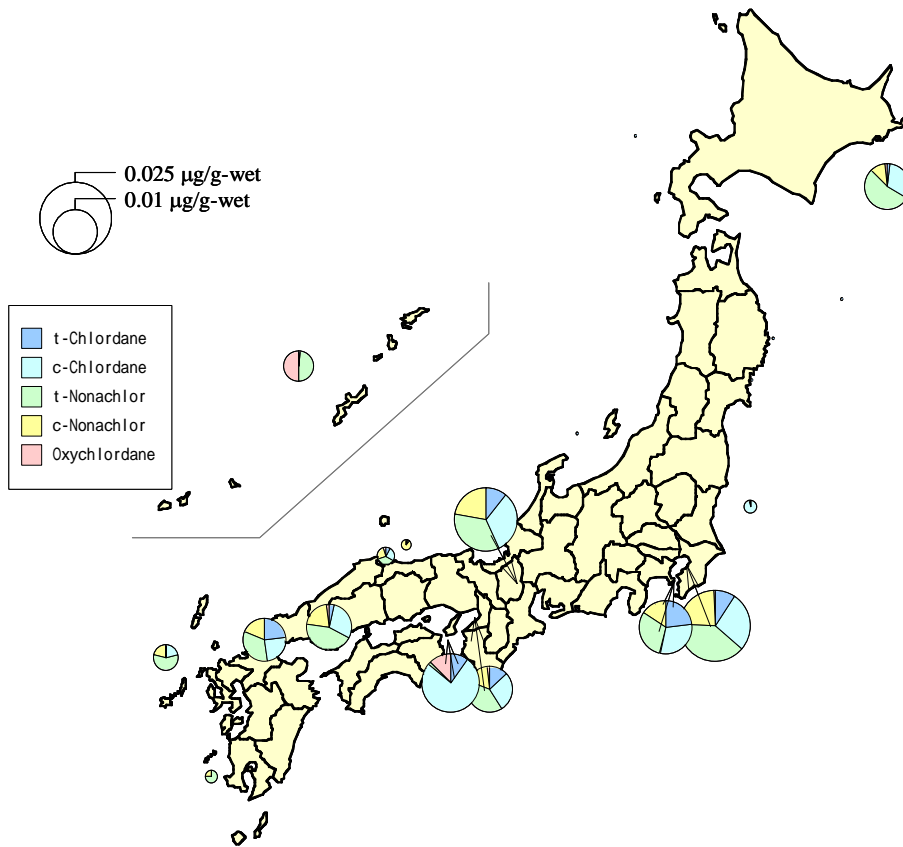 0.025 μg/g-wet
0.01 μg/g-wet
t-Chlordane
c-Chlordane
t-Nonachlor
c-Nonachlor
Oxychlordane